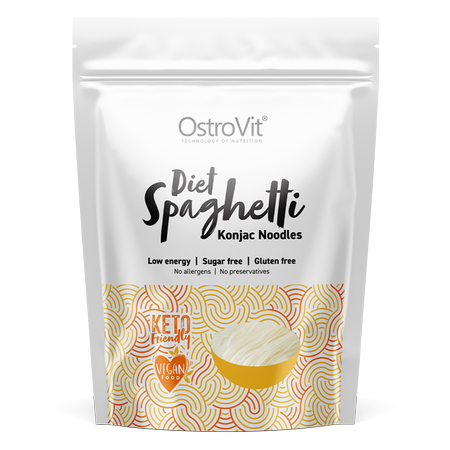 OstroVit®
TECHNOLOGY OF NUTRITION
Diet
Spaghetti
Konjac Noodles
Low energy | Sugar free | Gluten free
No allergens | No preservatives
KETO
Friendly
VEGAN
FOOD